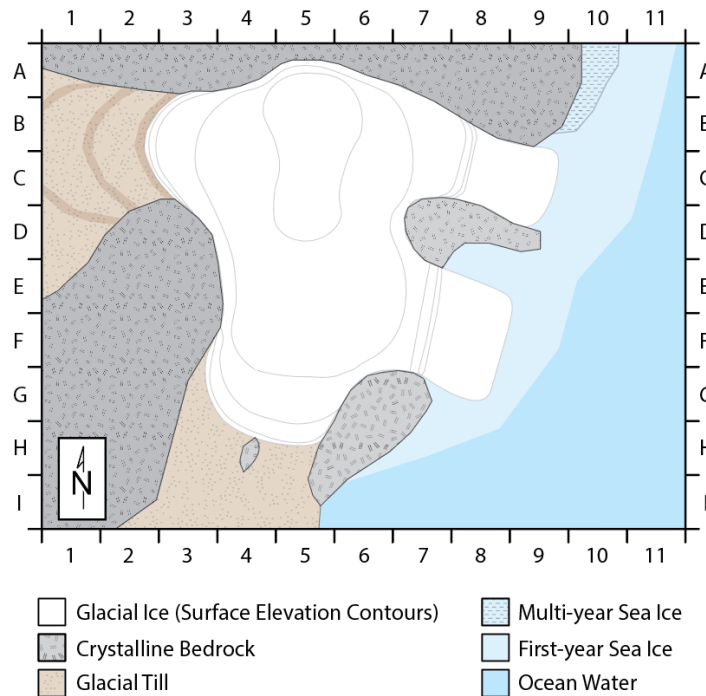 1 2 3 4 5 6 7 8 9 10 11
A A
B B
C C
D D
E E
F F
G G
H H
I I
N
1 2 3 4 5 6 7 8 9 10 11
Glacial Ice (Surface Elevation Contours)
Multi-year Sea Ice
Crystalline Bedrock
First-year Sea Ice
Glacial Till
Ocean Water